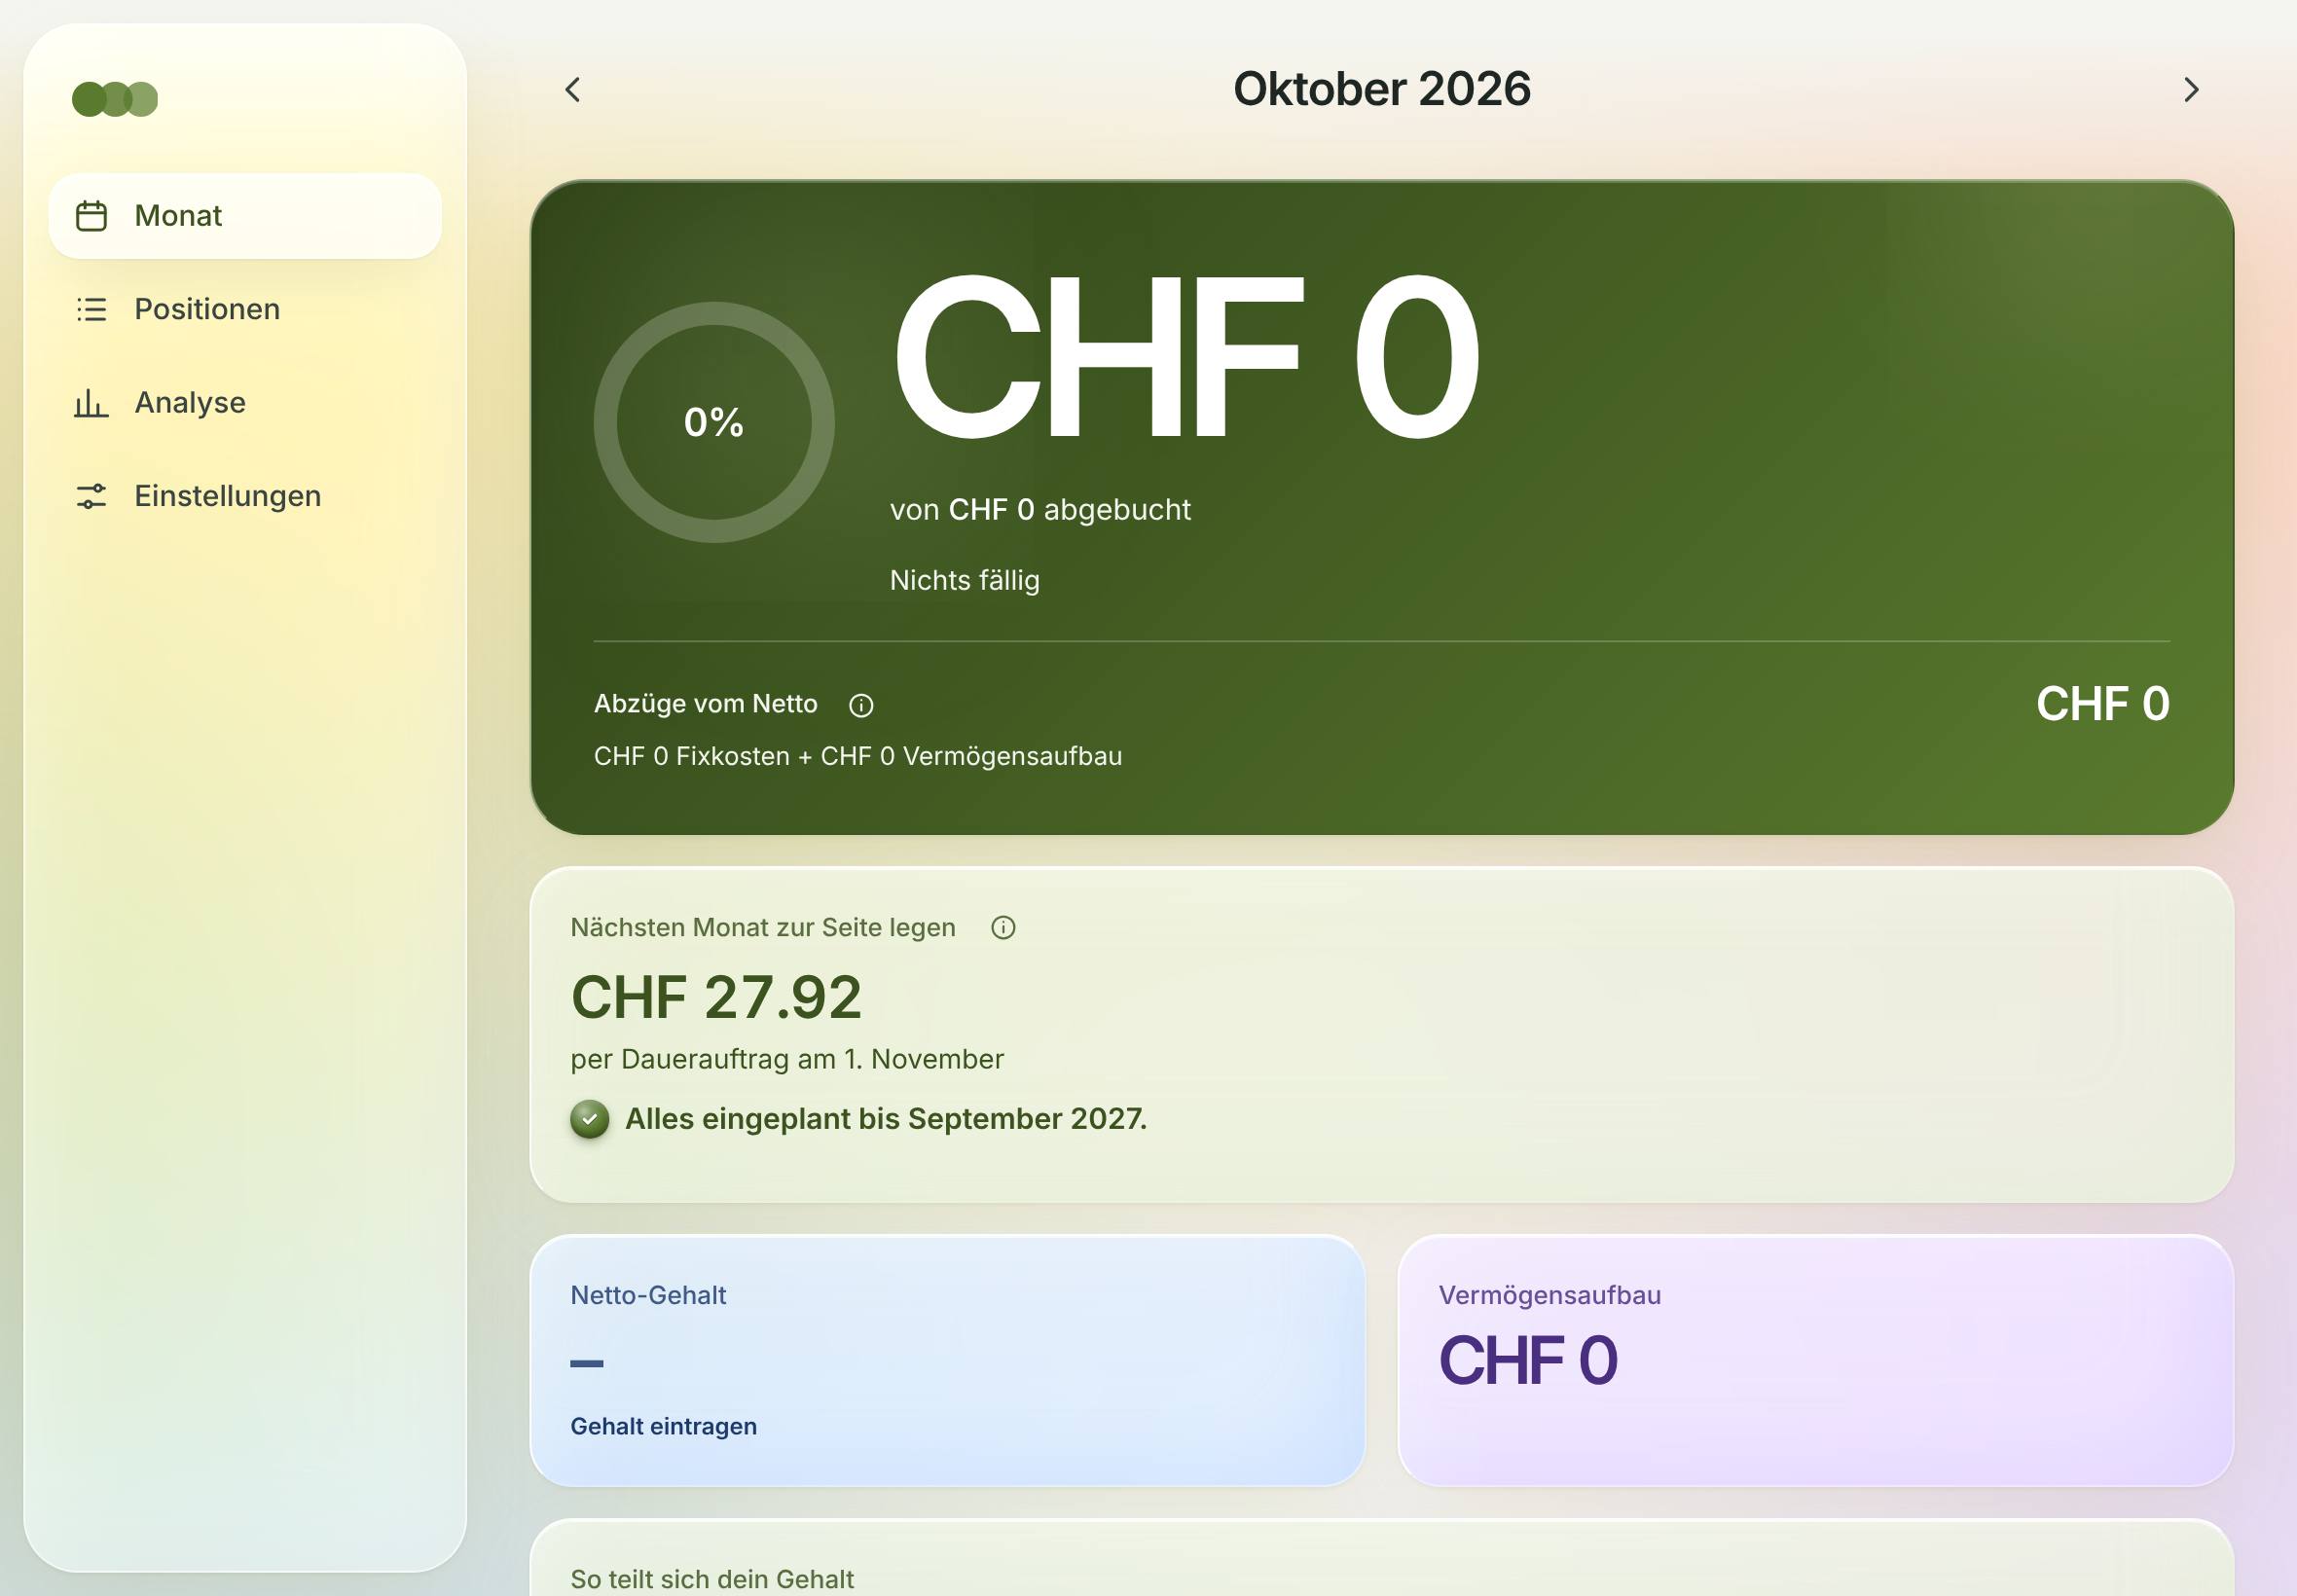 Oktober 2026
Monat
Positionen
Analyse
Einstellungen
0%
CHF 0
von CHF 0 abgebucht
Nichts fällig
Abzüge vom Netto
CHF 0
CHF 0 Fixkosten + CHF 0 Vermögensaufbau
Nächsten Monat zur Seite legen
CHF 27.92
per Dauerauftrag am 1. November
Alles eingeplant bis September 2027.
Netto-Gehalt
–
Gehalt eintragen
Vermögensaufbau
CHF 0
So teilt sich dein Gehalt